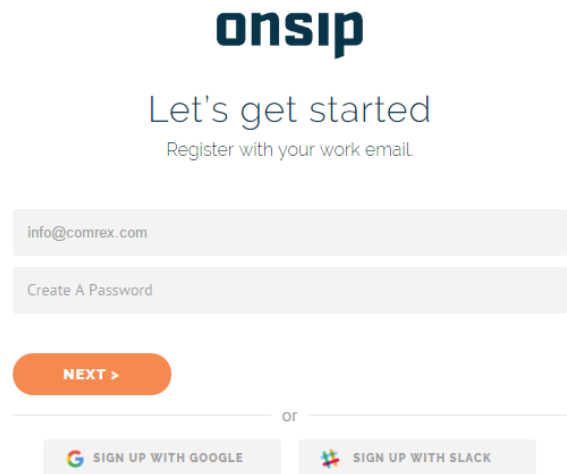 onsip
Let's get started
Register with your work email.
info@comrex.com
Create A Password
NEXT >
or
SIGN UP WITH GOOGLE
SIGN UP WITH SLACK